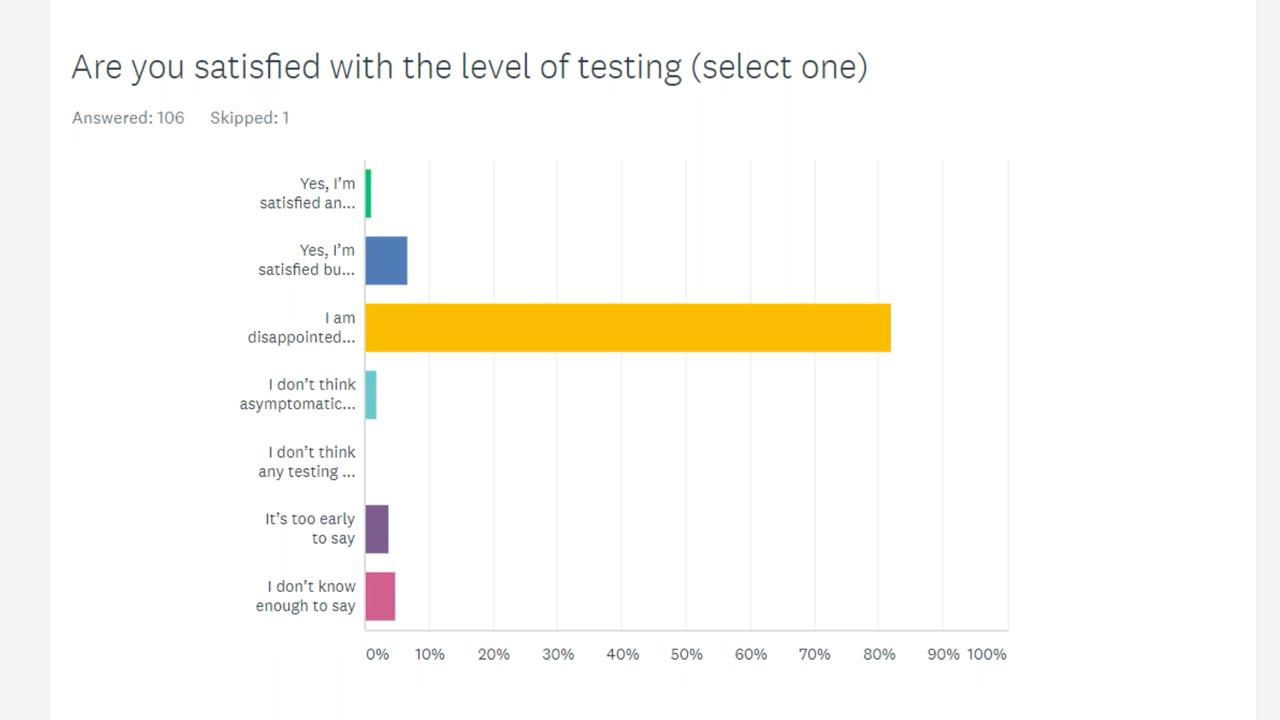 Are you satisfied with the level of testing (select one)
Answered: 106 Skipped: 1
Yes, I’m
satisfied an...
Yes, I’m
satisfied bu...
I am
disappointed...
I don’t think
asymptomatic...
I don’t think
any testing ...
It’s too early
to say
I don’t know
enough to say
0% 10% 20% 30% 40% 50% 60% 70% 80% 90% 100%